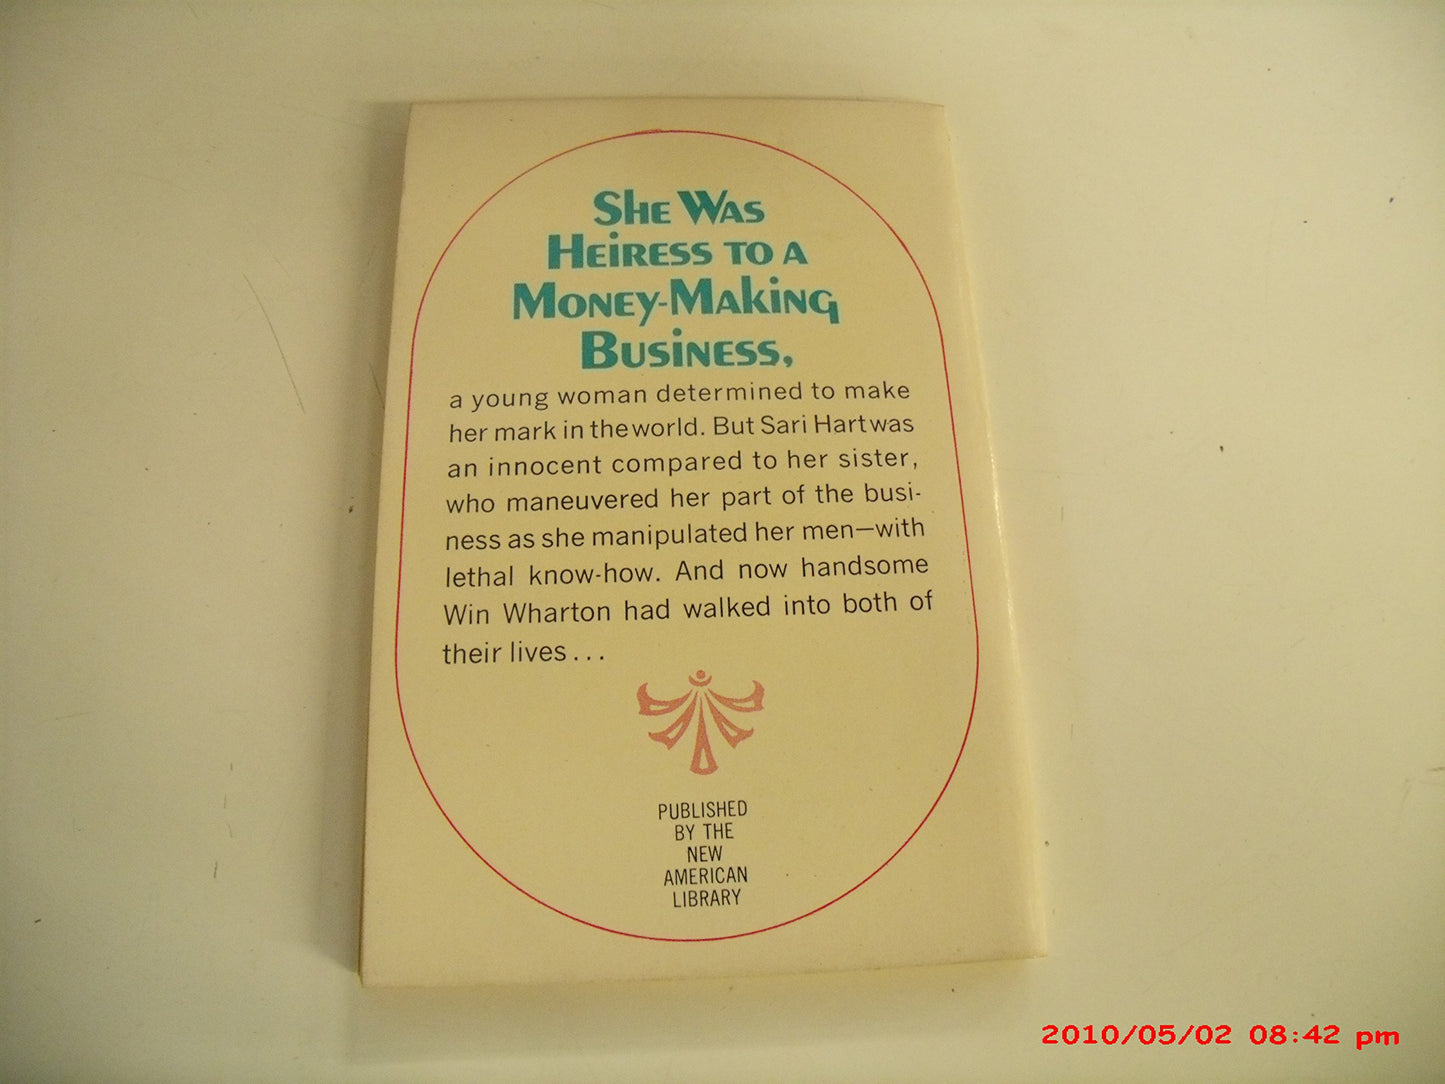 She Was
Heiress to a
Money-Making
Business,
a young woman determined to make
her mark in the world. But Sari Hart was
an innocent compared to her sister,
who maneuvered her part of the busi-
ness as she manipulated her men—with
lethal know-how. And now handsome
Win Wharton had walked into both of
their lives...
PUBLISHED
BY THE
NEW
AMERICAN
LIBRARY
2010/05/02 08:42 pm